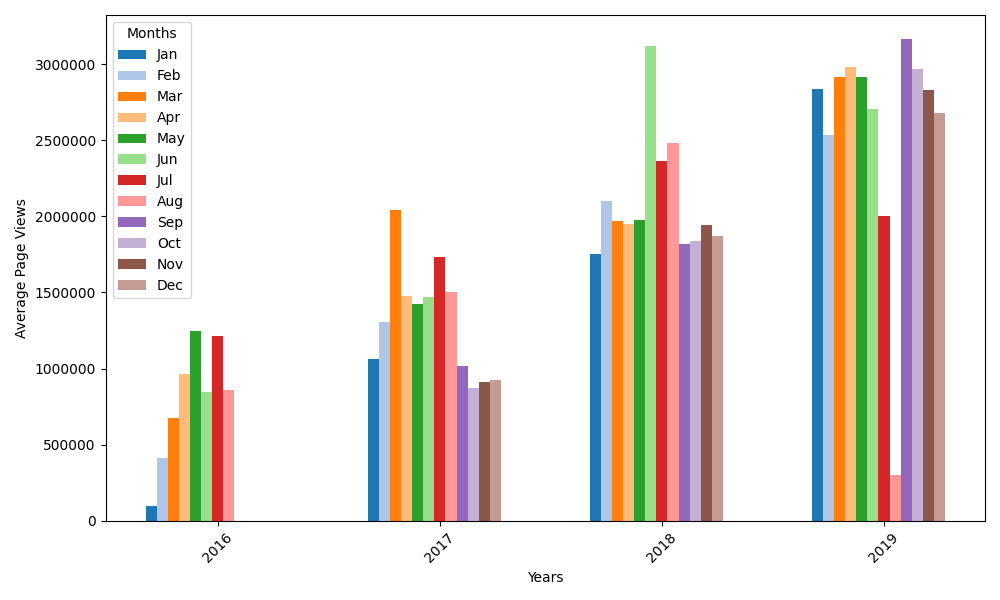 Months
Jan
Feb
Mar
Apr
May
Jun
Jul
Aug
Sep
Oct
Nov
Dec
3000000
2500000
2000000
1500000
1000000
500000
0
Average Page Views
2016
2017
2018
2019
Years